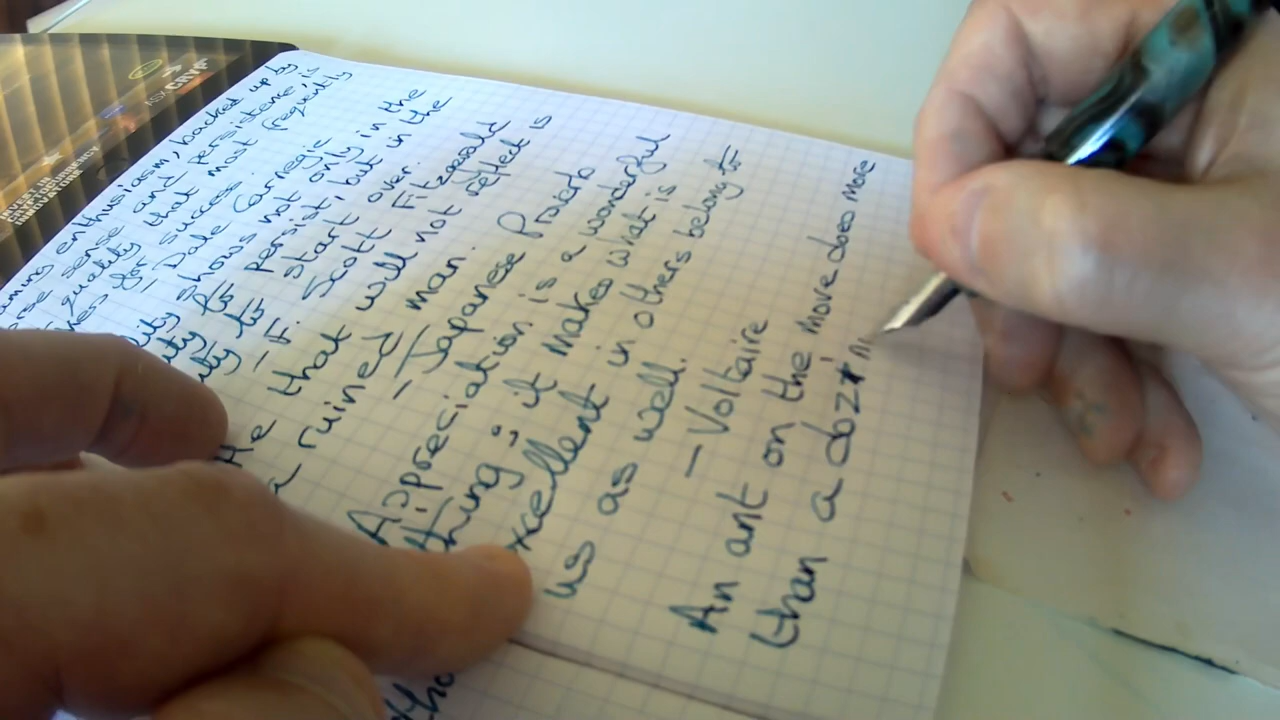 enthusiasm, backed up by
sense and persistence is
quality that most frequently
for success.
- Dale Carnegie
shows not only in the
to persist, but in the
to start over.
- F. Scott Fitzgerald
He that will not reflect is
a ruined man.
- Japanese Proverb
Appreciation is a wonderful
thing; it makes what is
excellent in others belong to
us as well.
- Voltaire
An ant on the move does more
than a dozin